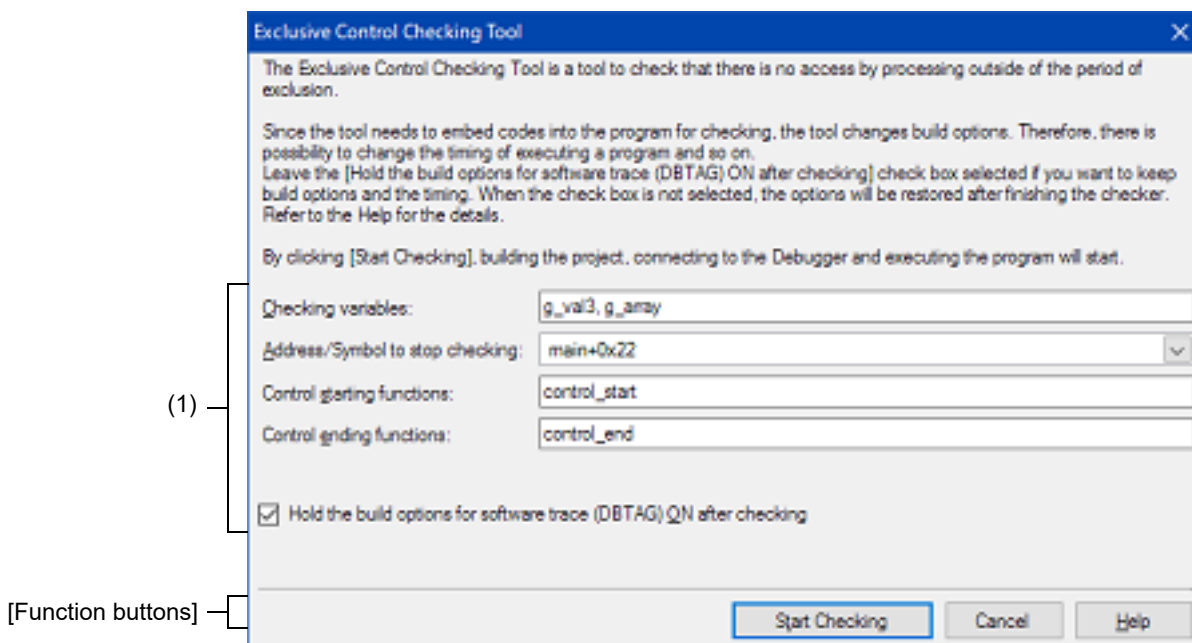 Exclusive Control Checking Tool
The Exclusive Control Checking Tool is a tool to check that there is no access by processing outside of the period of
exclusion.
Since the tool needs to embed codes into the program for checking, the tool changes build options. Therefore, there is
possibility to change the timing of executing a program and so on.
Leave the [Hold the build options for software trace (DBTAG) ON after checking] check box selected if you want to keep
build options and the timing. When the check box is not selected, the options will be restored after finishing the checker.
Refer to the Help for the details.
By clicking [Start Checking], building the project, connecting to the Debugger and executing the program will start.
Checking variables: g_val3, g_array
Address/Symbol to stop checking: main+0x22
(1)
Control starting functions: control_start
Control ending functions: control_end
Hold the build options for software trace (DBTAG) ON after checking
[Function buttons]
Start Checking Cancel Help